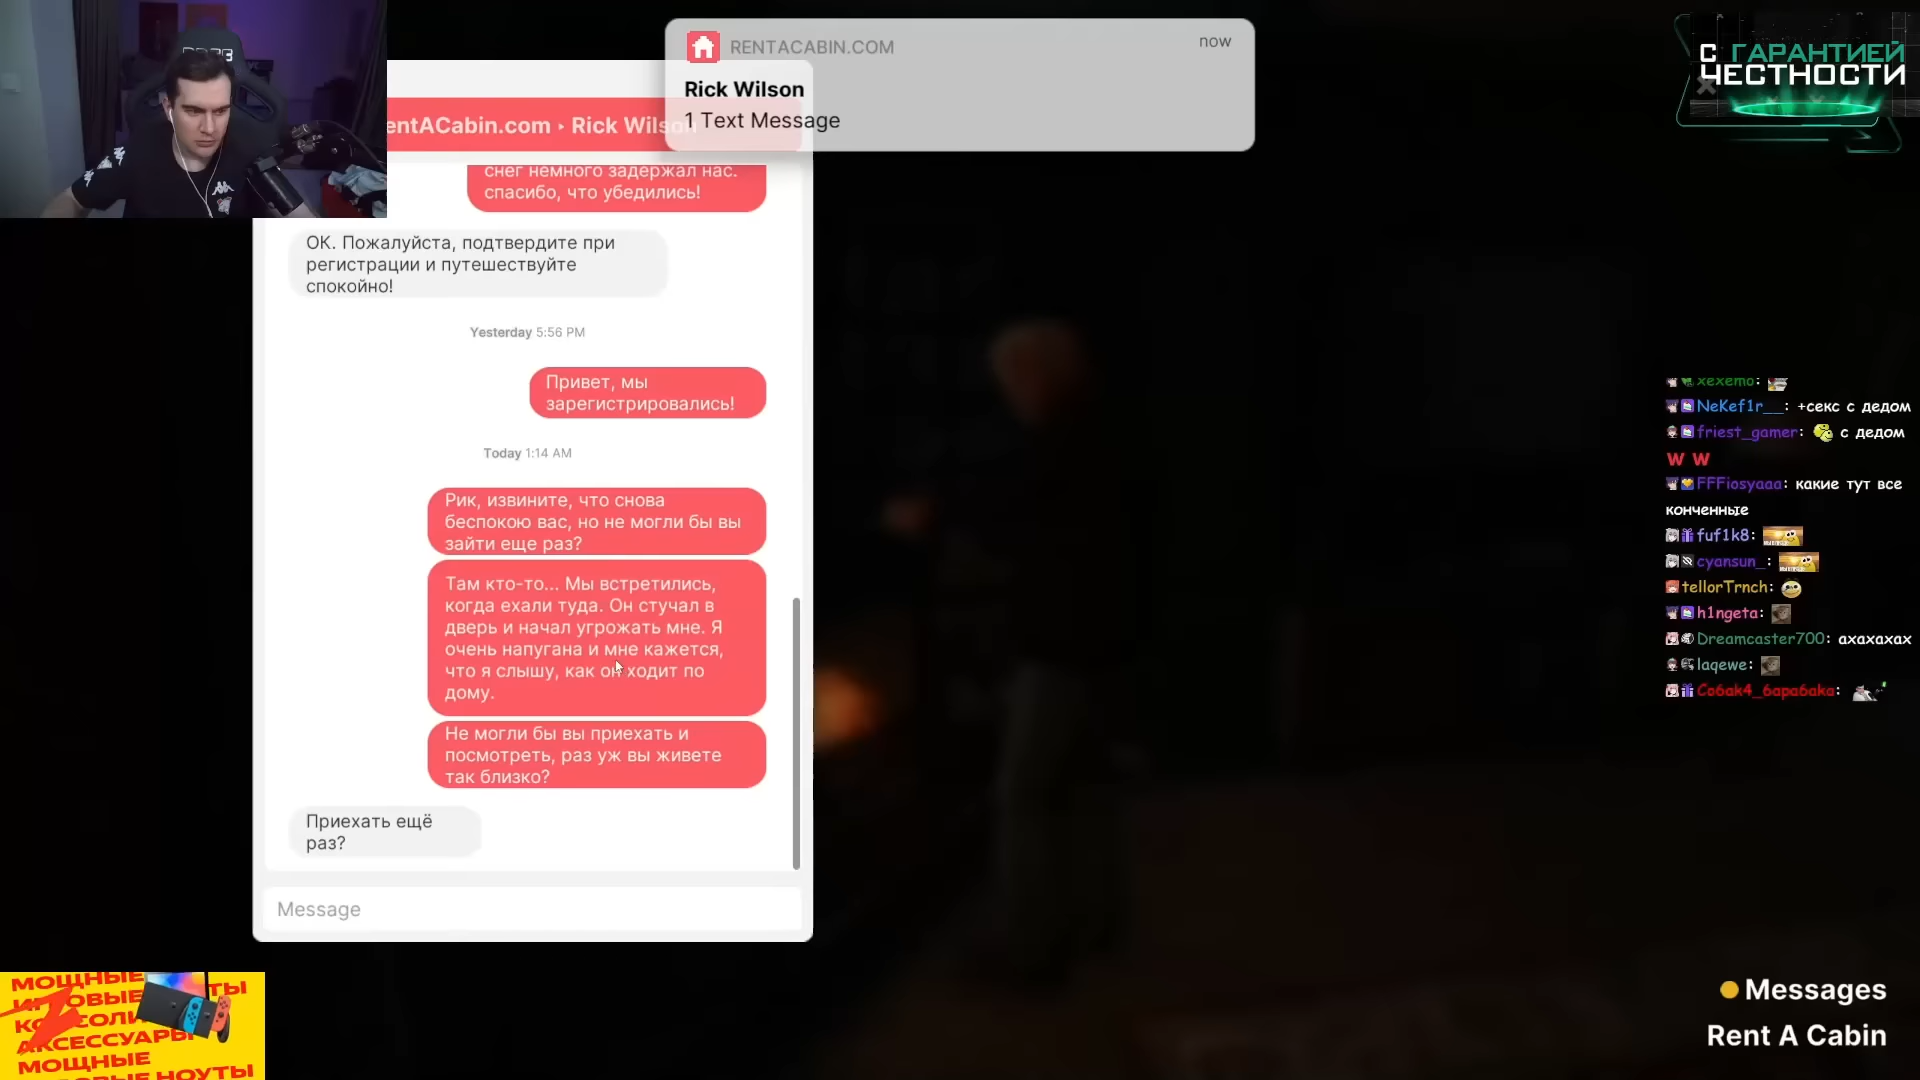 RENTACABIN.COM
now
Rick Wilson
1 Text Message
entACabin.com · Rick Wilson
снег немного задержал нас.
спасибо, что убедились!
ОК. Пожалуйста, подтвердите при
регистрации и путешествуйте
спокойно!
Yesterday 5:56 PM
Привет, мы
зарегистрировались!
Today 1:14 AM
Рик, извините, что снова
беспокою вас, но не могли бы вы
зайти еще раз?
Там кто-то... Мы встретились,
когда ехали туда. Он стучал в
дверь и начал угрожать мне. Я
очень напугана и мне кажется,
что я слышу, как он ходит по
дому.
Не могли бы вы приехать и
посмотреть, раз уж вы живете
так близко?
Приехать ещё
раз?
Message
С ГАРАНТИЕЙ
ЧЕСТНОСТИ
xexemo:
NeKef1r__: +секс с дедом
friest_gamer: с дедом
W W
FFFiosyaaa: какие тут все
конченные
fuf1k8:
cyansun_:
tellorTrnch:
h1ngeta:
Dreamcaster700: ахахахах
laqewe:
Co6ak4_6apa6aka:
Messages
Rent A Cabin
МОЩНЫЕ
АКСЕССУАРЫ
МОЩНЫЕ